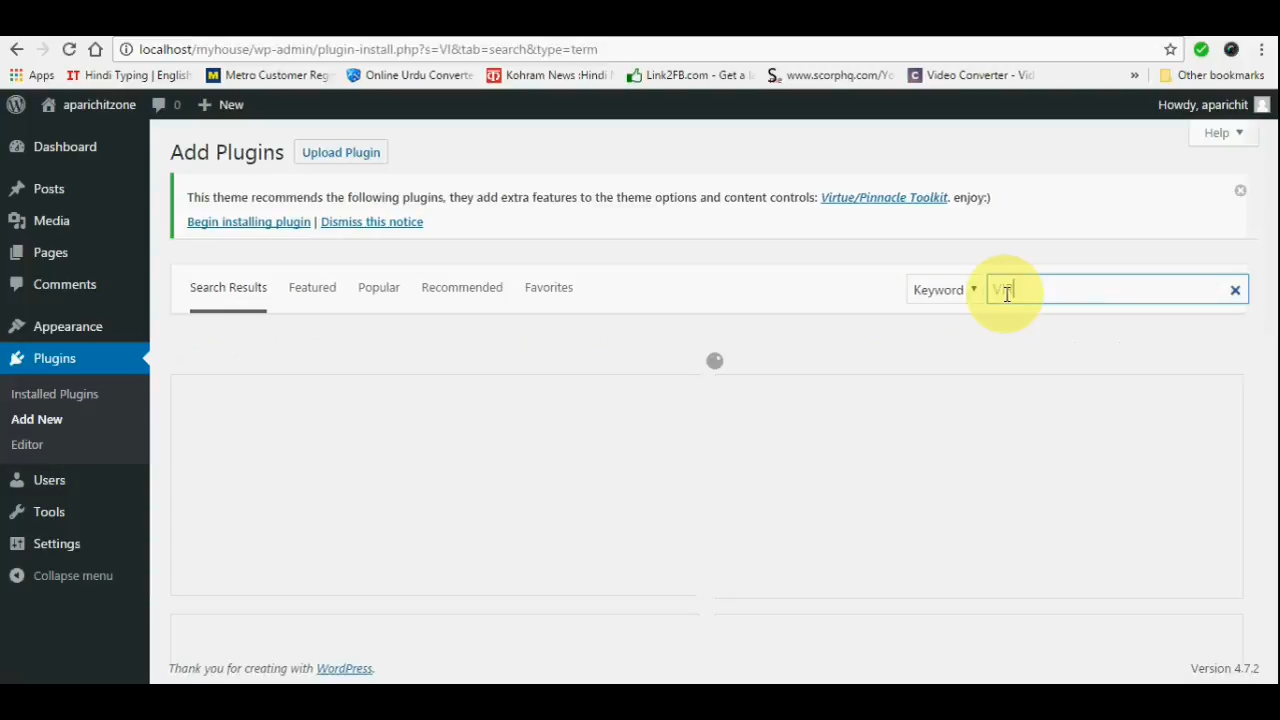 localhost/myhouse/wp-admin/plugin-install.php?s=VI&tab=search&type=term
Apps IT Hindi Typing | English M Metro Customer Reg Online Urdu Converte Kohram News :Hindi Link2FB.com - Get a www.scorphq.com/Yo C Video Converter - Vid » Other bookmarks
aparichitzone 0 + New Howdy, aparichit
Help ▼
Dashboard
Posts
Media
Pages
Comments
Appearance
Plugins
Installed Plugins
Add New
Editor
Users
Tools
Settings
Collapse menu
Add Plugins Upload Plugin
This theme recommends the following plugins, they add extra features to the theme options and content controls: Virtue/Pinnacle Toolkit. enjoy:)
Begin installing plugin | Dismiss this notice
Search Results Featured Popular Recommended Favorites Keyword ▼
Thank you for creating with WordPress. Version 4.7.2